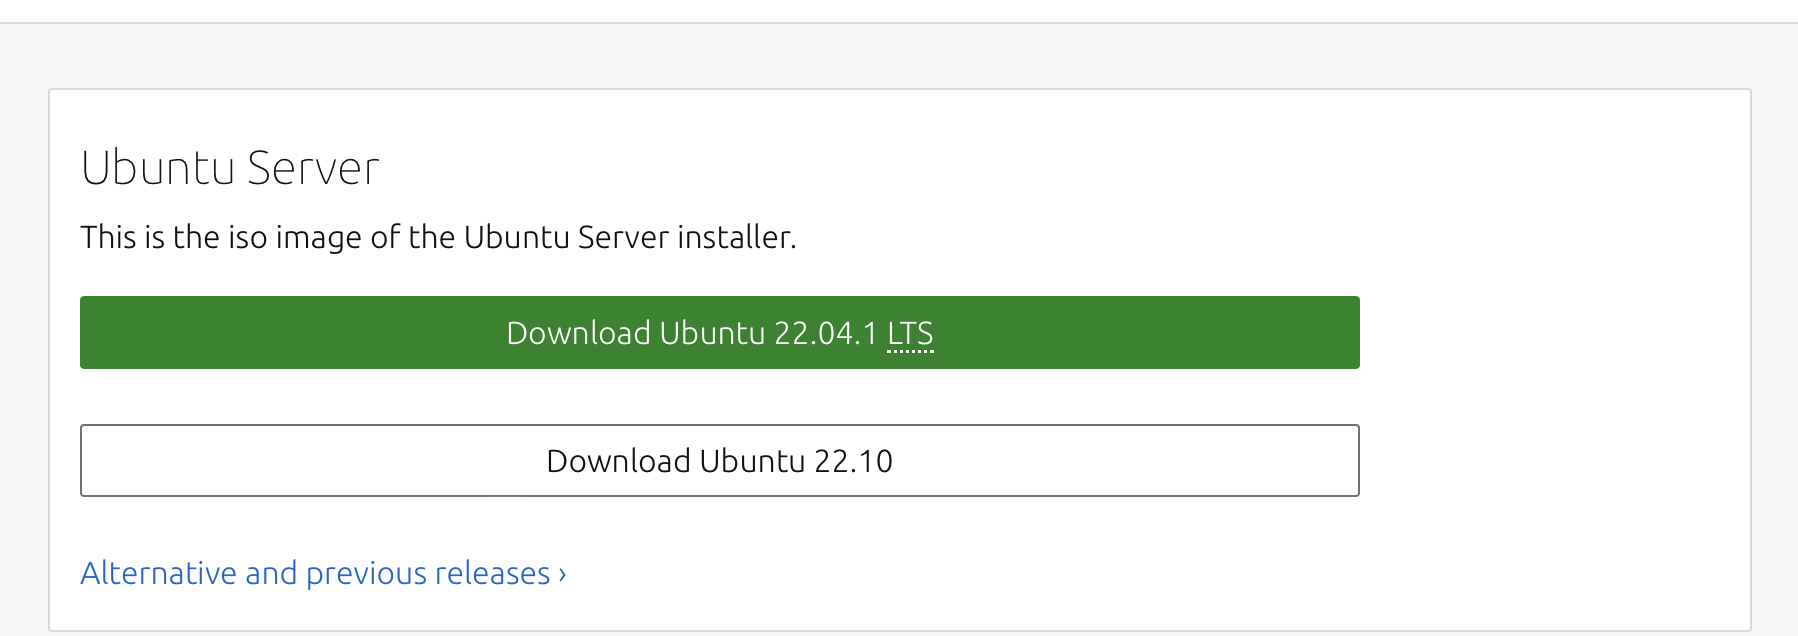 Ubuntu Server
This is the iso image of the Ubuntu Server installer.
Download Ubuntu 22.04.1 LTS
Download Ubuntu 22.10
Alternative and previous releases ›